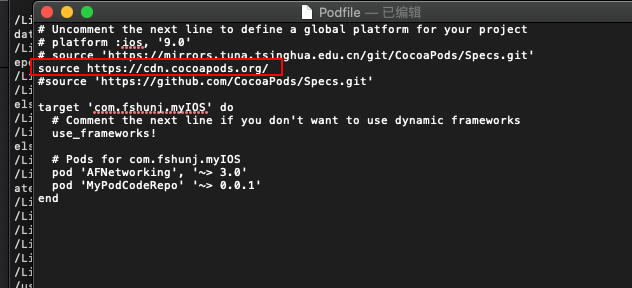 Podfile — 已编辑
/Li
# Uncomment the next line to define a global platform for your project
dat
# platform :ios, '9.0'
/Li
# source 'https://mirrors.tuna.tsinghua.edu.cn/git/CocoaPods/Specs.git'
epo
source https://cdn.cocoapods.org/
/Li
#source 'https://github.com/CocoaPods/Specs.git'
/Li
els
target 'com.fshunj.myIOS' do
/Li
# Comment the next line if you don't want to use dynamic frameworks
/Li
use_frameworks!
els
/Li
# Pods for com.fshunj.myIOS
/Li
pod 'AFNetworking', '~> 3.0'
ate
pod 'MyPodCodeRepo' '~> 0.0.1'
/Li
end
/Li
/Li
/Li
/Li
/Li
/us